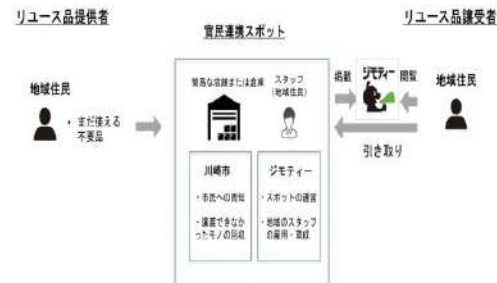 リユース品提供者
官民連携スポット
リユース品譲受者
地域住民
・まだ使える
不要品
簡易な店舗または倉庫
スタッフ
(地域住民)
掲載
ジモティー
閲覧
地域住民
引き取り
川崎市
・市民への周知
・譲渡できなか
ったモノの回収
ジモティー
・スポットの運営
・地域のスタッフ
の雇用・育成